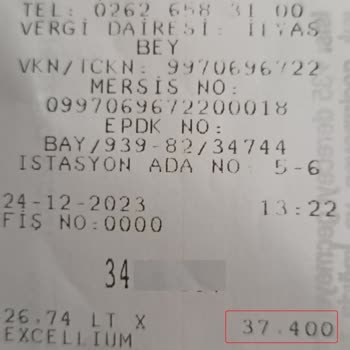 TEL: 0262 658 31 00
VERGİ DAİRESİ: İLYAS
BEY
VKN/TCKN: 9970696722
MERSİS NO:
0997069672200018
EPDK NO:
BAY/939-82/34744
ISTASYON ADA NO: 5-6
24-12-2023 13:22
FİŞ NO:0000
34
26.74 LT X 37.400
EXCELLIUM